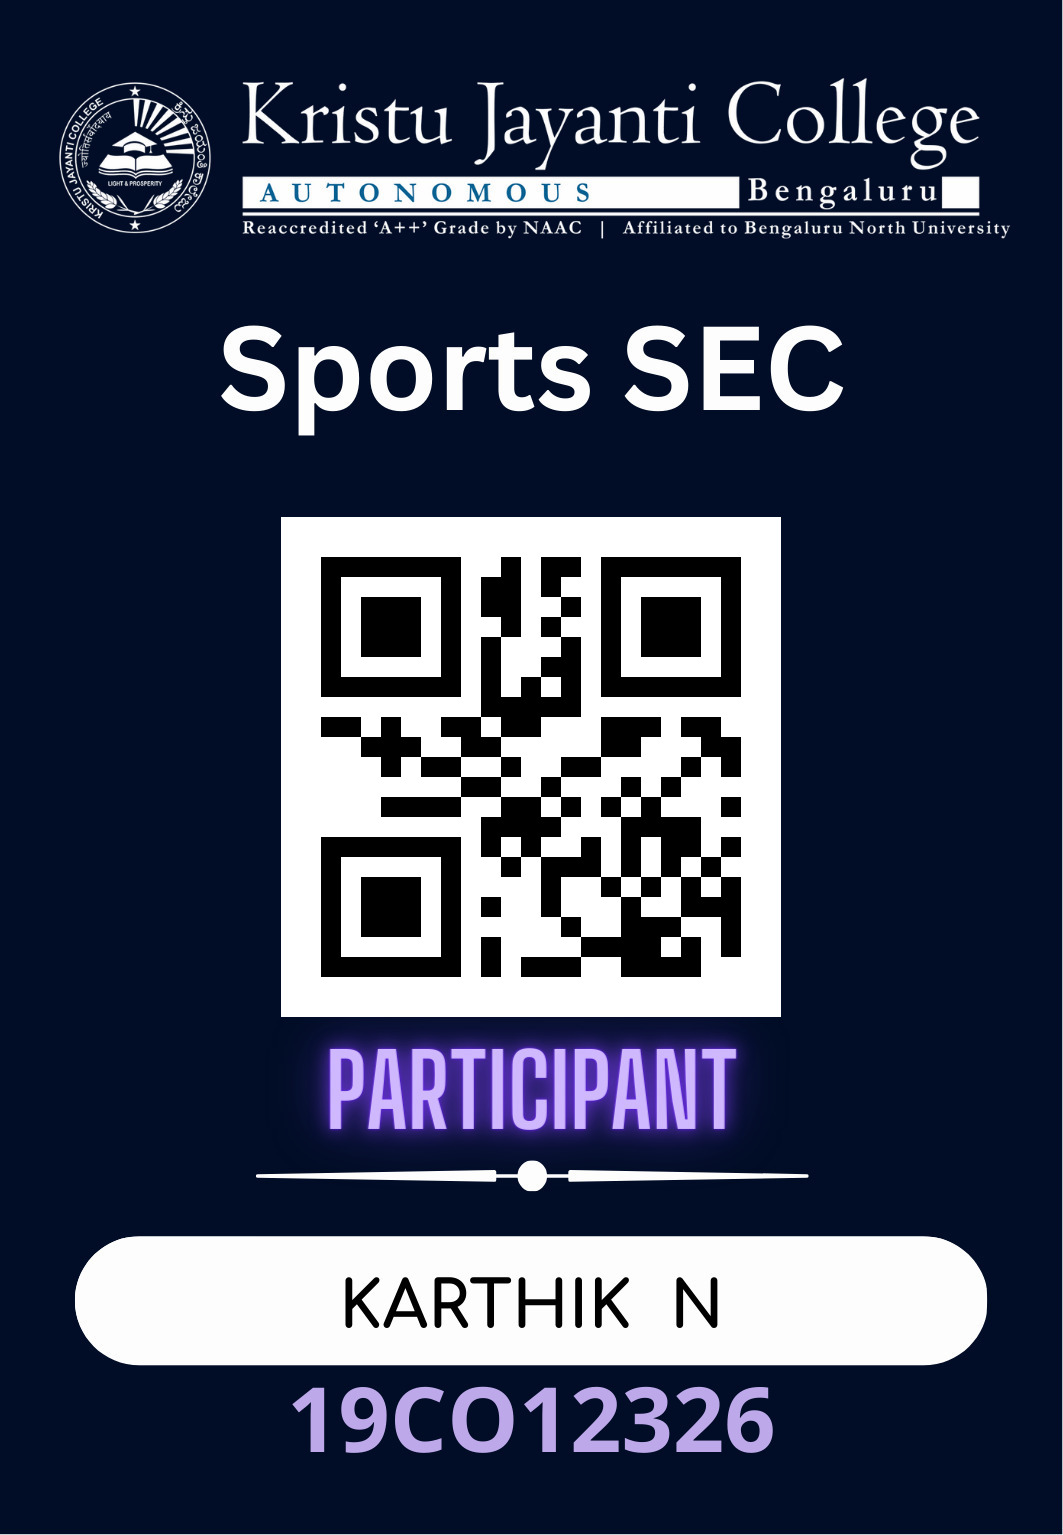 KRISTU JAYANTI COLLEGE
ಕ್ರಿಸ್ತು ಜಯಂತಿ ಕಾಲೇಜು
LIGHT & PROSPERITY
Kristu Jayanti College
AUTONOMOUS Bengaluru
Reaccredited ‘A++’ Grade by NAAC | Affiliated to Bengaluru North University
Sports SEC
PARTICIPANT
KARTHIK N
19CO12326